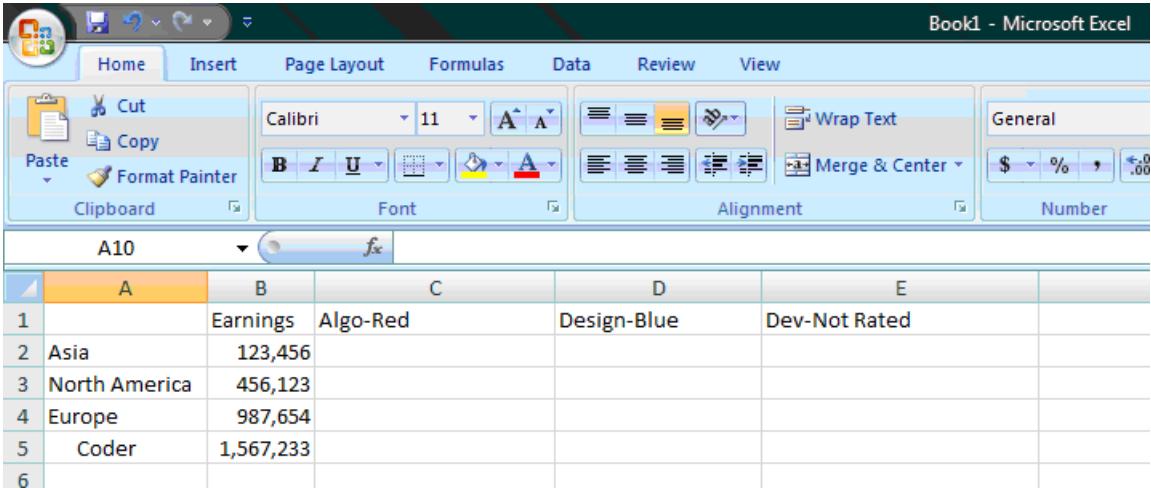 Book1 - Microsoft Excel
Home Insert Page Layout Formulas Data Review View
Cut
Copy
Format Painter
Paste
Calibri 11 A A
B I U A
Wrap Text
Merge & Center
General
$ % , .00
Clipboard Font Alignment Number
A10 fx
A B C D E
1 Earnings Algo-Red Design-Blue Dev-Not Rated
2 Asia 123,456
3 North America 456,123
4 Europe 987,654
5 Coder 1,567,233
6